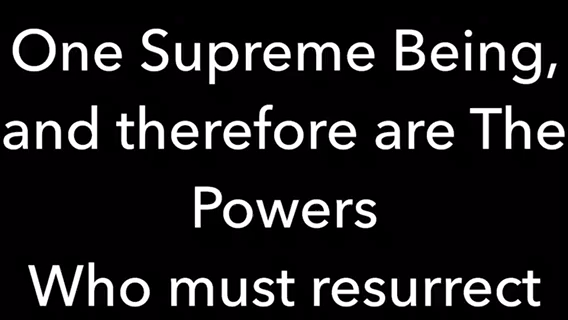 One Supreme Being,
and therefore are The
Powers
Who must resurrect